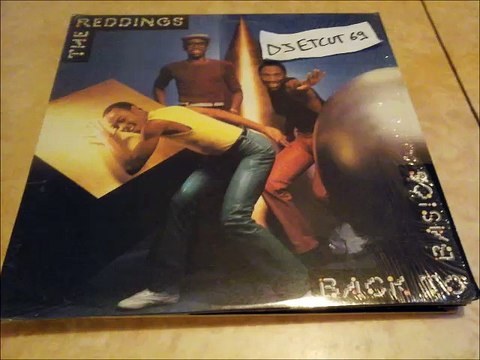 THE REDDINGS
DJ ETCUT 69
BACK TO BASICS